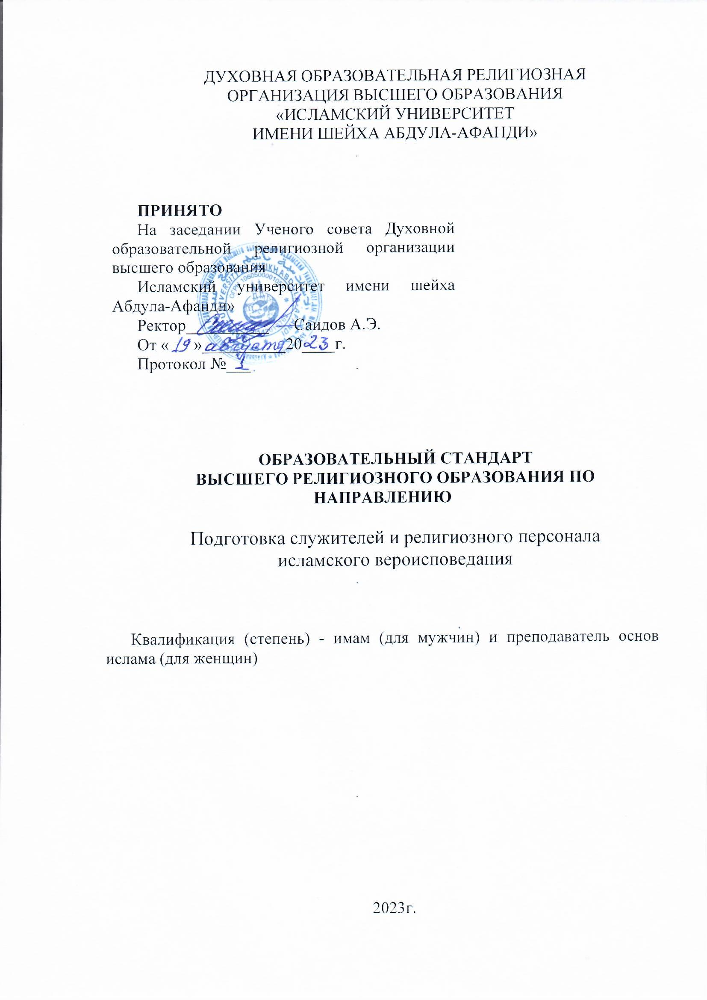 ДУХОВНАЯ ОБРАЗОВАТЕЛЬНАЯ РЕЛИГИОЗНАЯ
ОРГАНИЗАЦИЯ ВЫСШЕГО ОБРАЗОВАНИЯ
«ИСЛАМСКИЙ УНИВЕРСИТЕТ
ИМЕНИ ШЕЙХА АБДУЛА-АФАНДИ»
ПРИНЯТО
На заседании Ученого совета Духовной
образовательной религиозной организации
высшего образования
Исламский университет имени шейха
Абдула-Афанди»
Ректор__________ Саидов А.Э.
От «19» августа 2023 г.
Протокол № 1
ОБРАЗОВАТЕЛЬНЫЙ СТАНДАРТ
ВЫСШЕГО РЕЛИГИОЗНОГО ОБРАЗОВАНИЯ ПО
НАПРАВЛЕНИЮ
Подготовка служителей и религиозного персонала
исламского вероисповедания
Квалификация (степень) - имам (для мужчин) и преподаватель основ
ислама (для женщин)
2023г.